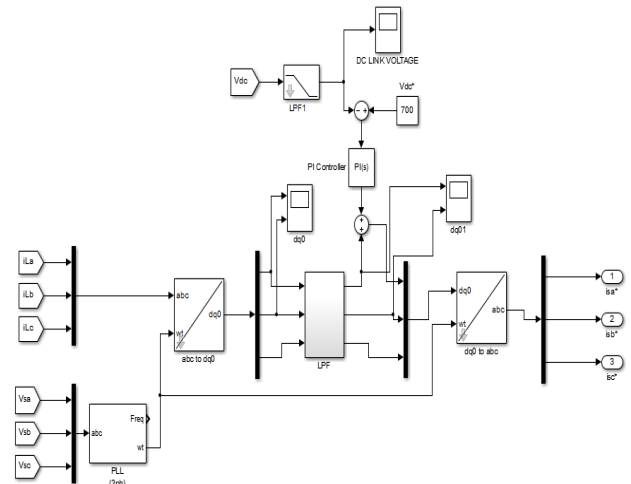 DC LINK VOLTAGE
Vdc
LPF1
Vdc*
700
- +
PI Controller
PI(s)
+
+
dq0
dq01
iLa
iLb
iLc
abc
dq0
wt
abc to dq0
LPF
dq0
abc
wt
dq0 to abc
1
isa*
2
isb*
3
isc*
Vsa
Vsb
Vsc
abc
Freq
wt
PLL
(3ph)